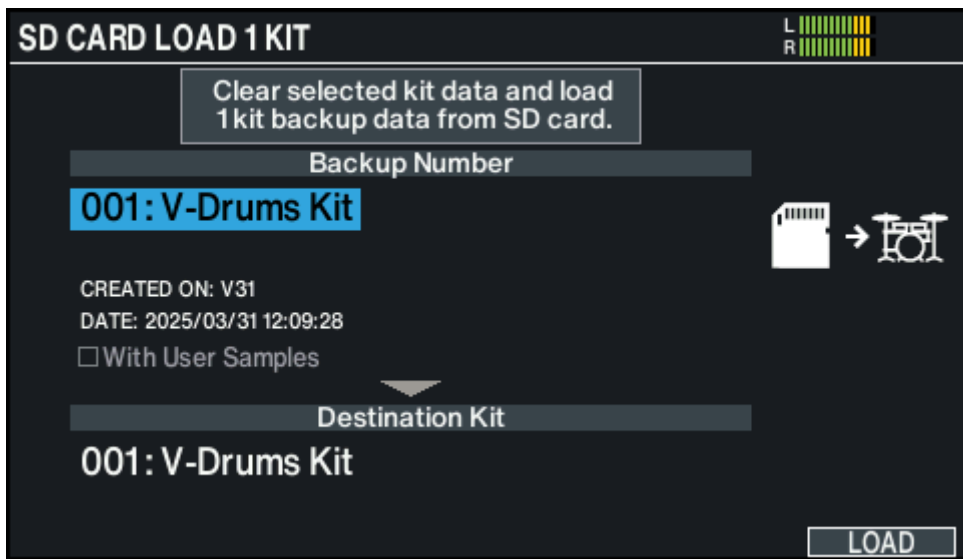 SD CARD LOAD 1 KIT
L
R
Clear selected kit data and load
1kit backup data from SD card.
Backup Number
001: V-Drums Kit
CREATED ON: V31
DATE: 2025/03/31 12:09:28
With User Samples
Destination Kit
001: V-Drums Kit
LOAD